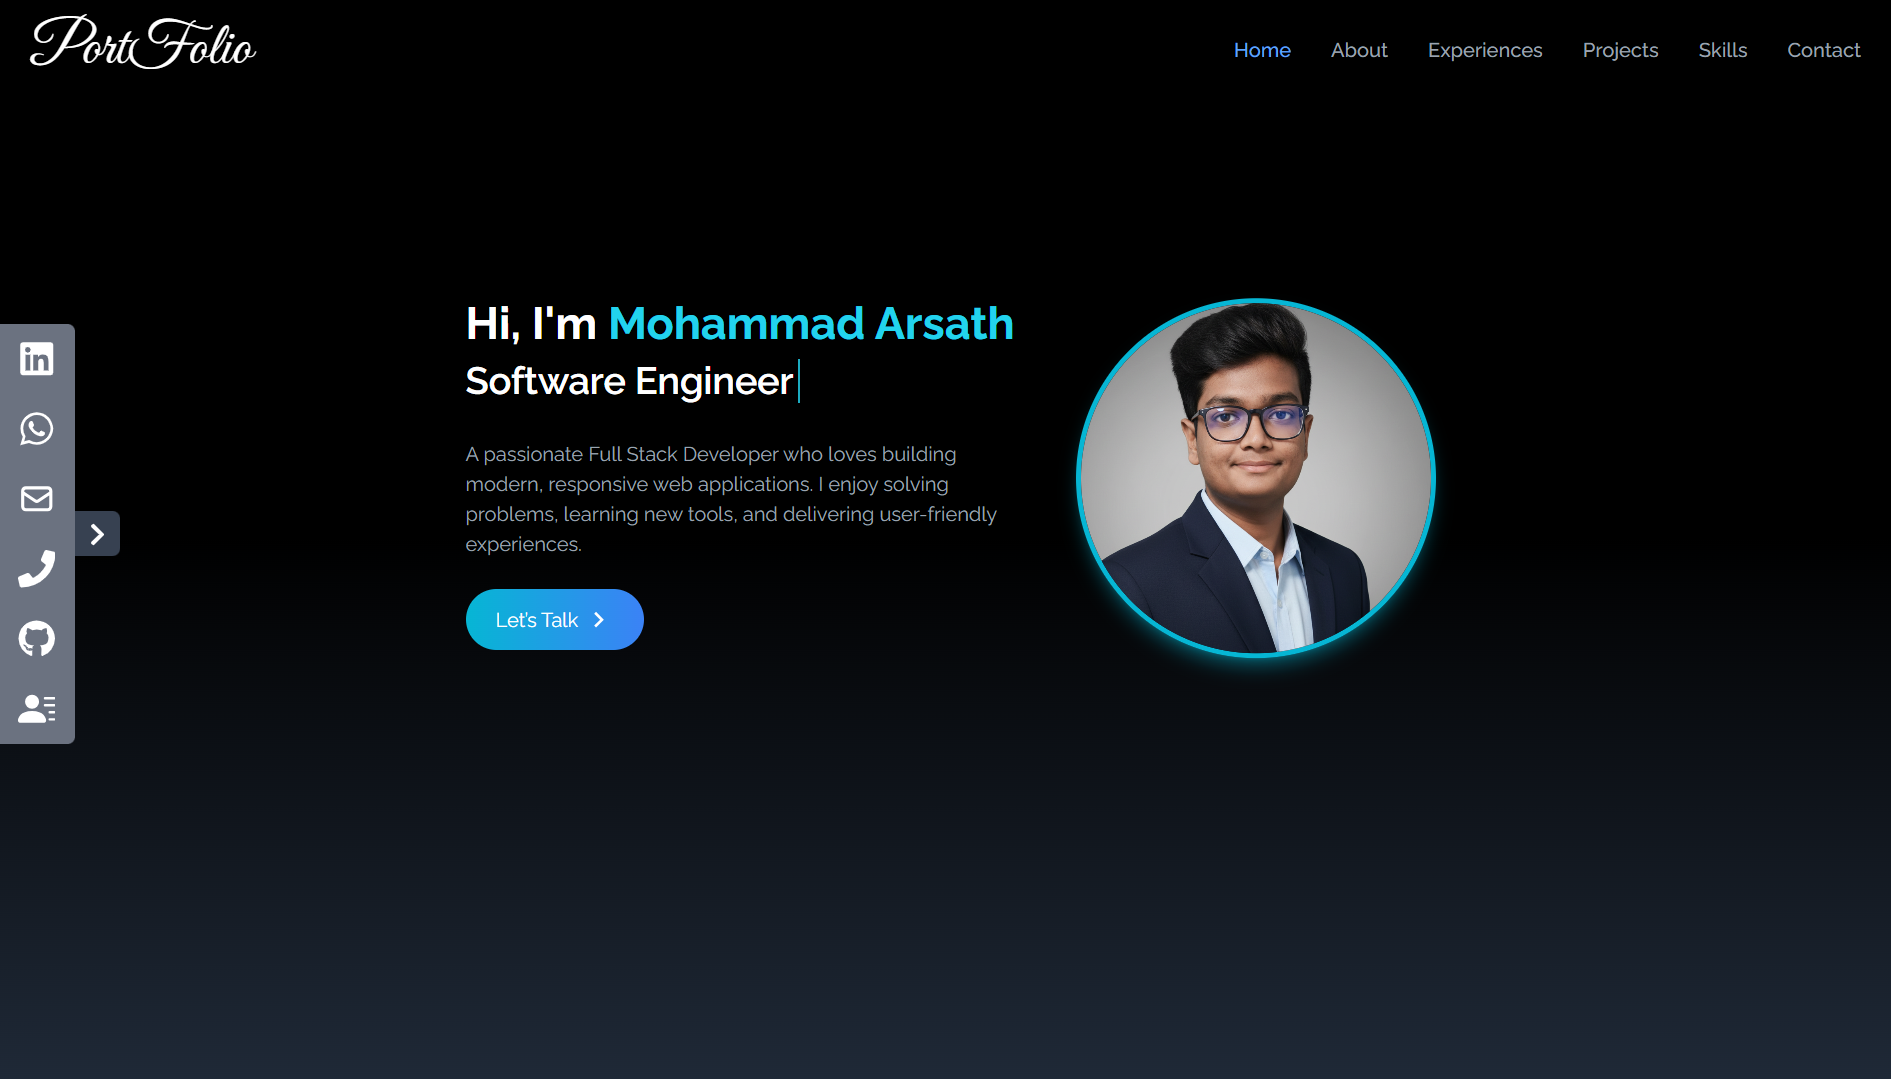 PortFolio
Home About Experiences Projects Skills Contact
Hi, I'm Mohammad Arsath
Software Engineer
A passionate Full Stack Developer who loves building
modern, responsive web applications. I enjoy solving
problems, learning new tools, and delivering user-friendly
experiences.
Let's Talk
in